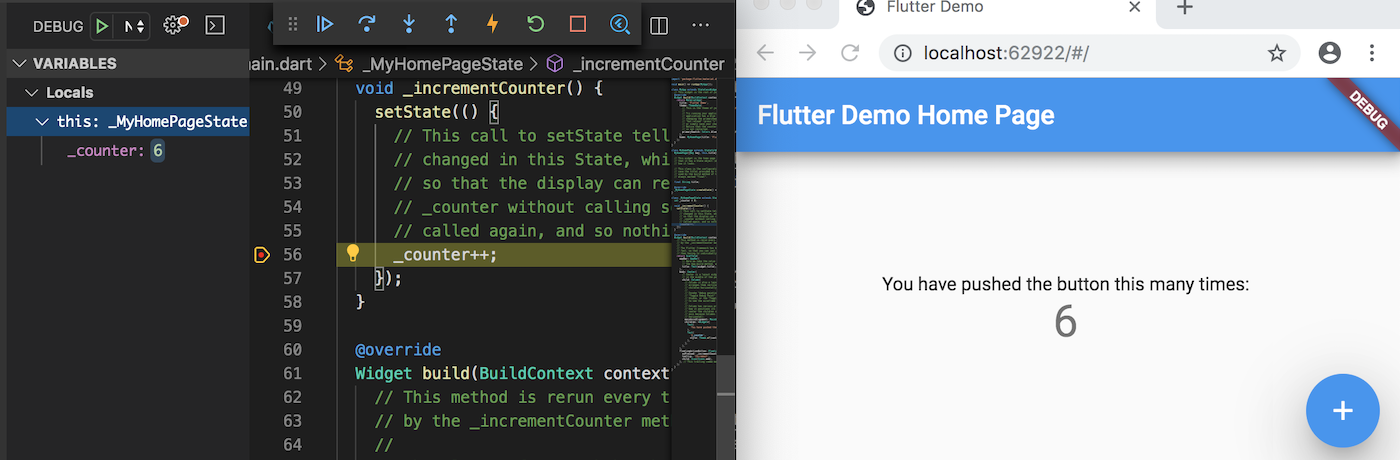 DEBUG
VARIABLES
Locals
this: _MyHomePageState
_counter: 6
ain.dart > _MyHomePageState > _incrementCounter
49 void _incrementCounter() {
50 setState(() {
51 // This call to setState tell
52 // changed in this State, whi
53 // so that the display can re
54 // _counter without calling s
55 // called again, and so nothi
56 _counter++;
57 });
58 }
59
60 @override
61 Widget build(BuildContext context
62 // This method is rerun every t
63 // by the _incrementCounter met
64 //
Flutter Demo
localhost:62922/#/
Flutter Demo Home Page
DEBUG
You have pushed the button this many times:
6